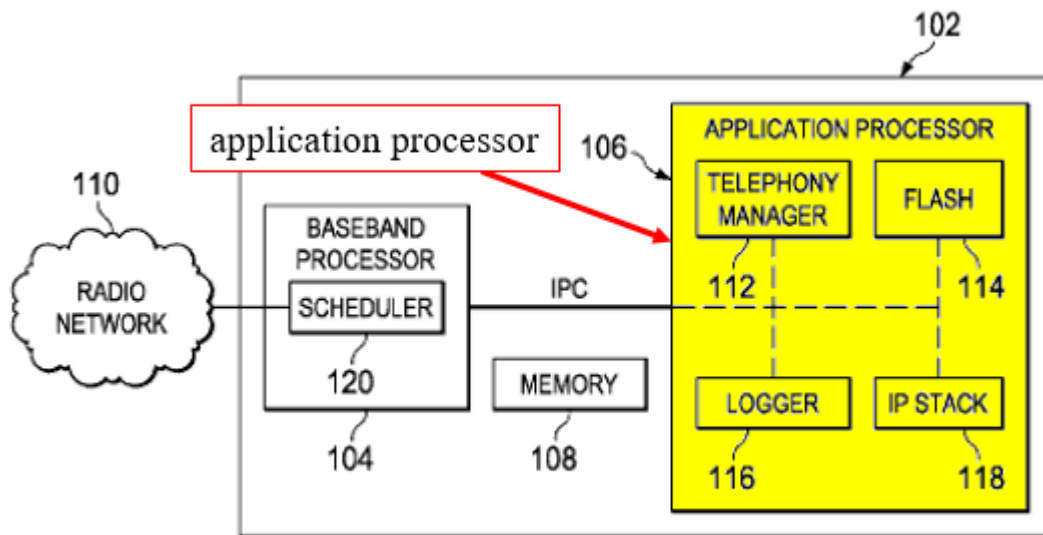 102
application processor
APPLICATION PROCESSOR
106
TELEPHONY
MANAGER
FLASH
110
BASEBAND
PROCESSOR
112
114
IPC
RADIO
NETWORK
SCHEDULER
120
MEMORY
LOGGER
IP STACK
104
108
116
118